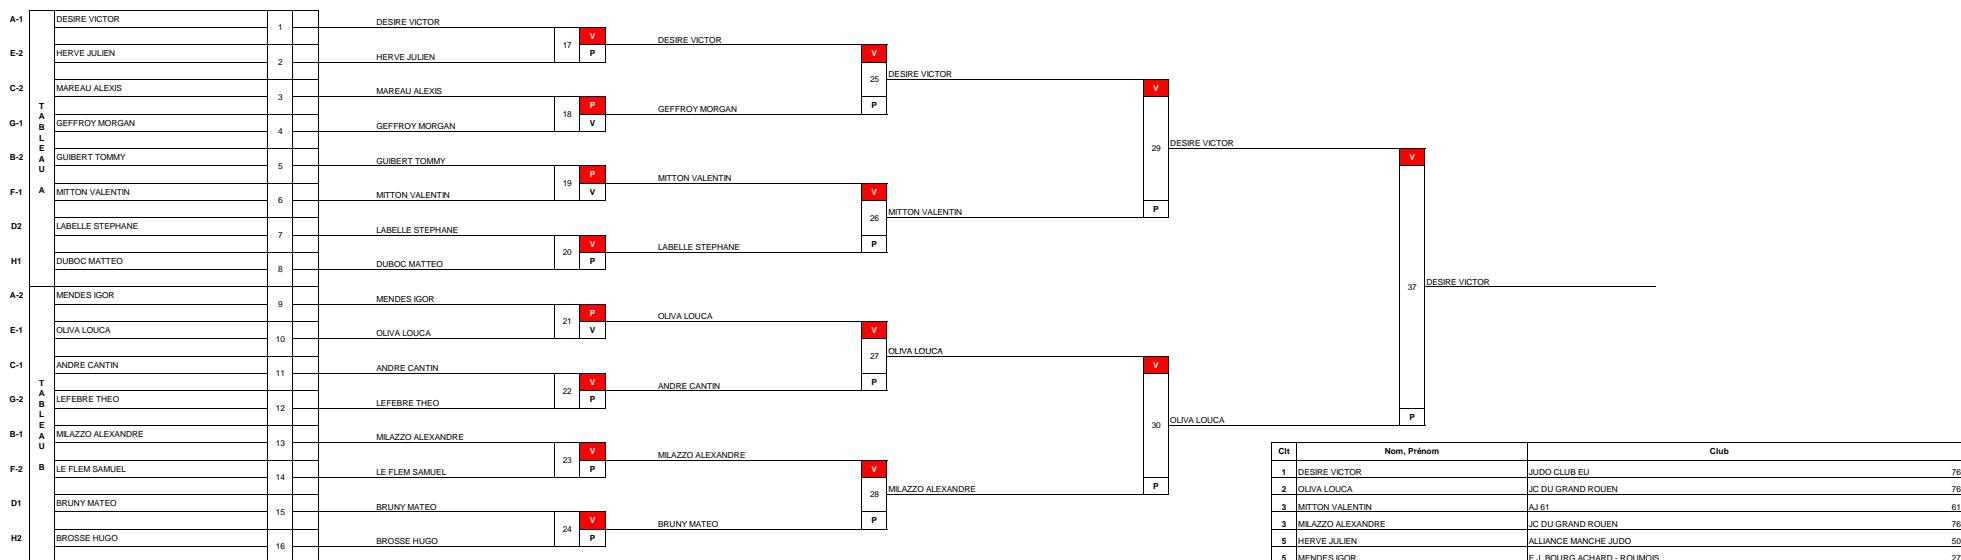 A-1 DESIRE VICTOR 1 DESIRE VICTOR
17 V DESIRE VICTOR
E-2 HERVE JULIEN 2 HERVE JULIEN P
V
25 DESIRE VICTOR
C-2 MAREAU ALEXIS 3 MAREAU ALEXIS
18 P GEFFROY MORGAN P
G-1 GEFFROY MORGAN 4 GEFFROY MORGAN V
V
29 DESIRE VICTOR
B-2 GUIBERT TOMMY 5 GUIBERT TOMMY
19 P MITTON VALENTIN
F-1 MITTON VALENTIN 6 MITTON VALENTIN V
V
26 MITTON VALENTIN P
D2 LABELLE STEPHANE 7 LABELLE STEPHANE
20 V LABELLE STEPHANE P
H1 DUBOC MATTEO 8 DUBOC MATTEO P
TABLEAU A
V
37 DESIRE VICTOR
P
A-2 MENDES IGOR 9 MENDES IGOR
21 P OLIVA LOUCA
E-1 OLIVA LOUCA 10 OLIVA LOUCA V
V
27 OLIVA LOUCA
C-1 ANDRE CANTIN 11 ANDRE CANTIN
22 V ANDRE CANTIN P
G-2 LEFEBRE THEO 12 LEFEBRE THEO P
V
30 OLIVA LOUCA
B-1 MILAZZO ALEXANDRE 13 MILAZZO ALEXANDRE
23 V MILAZZO ALEXANDRE
F-2 LE FLEM SAMUEL 14 LE FLEM SAMUEL P
V
28 MILAZZO ALEXANDRE P
D1 BRUNY MATEO 15 BRUNY MATEO
24 V BRUNY MATEO P
H2 BROSSE HUGO 16 BROSSE HUGO P
TABLEAU B
Clt Nom, Prénom Club
1 DESIRE VICTOR JUDO CLUB EU 76
2 OLIVA LOUCA JC DU GRAND ROUEN 76
3 MITTON VALENTIN AJ 61 61
3 MILAZZO ALEXANDRE JC DU GRAND ROUEN 76
5 HERVE JULIEN ALLIANCE MANCHE JUDO 50
5 MENDES IGOR E.J. BOURG ACHARD - ROUMOIS 27